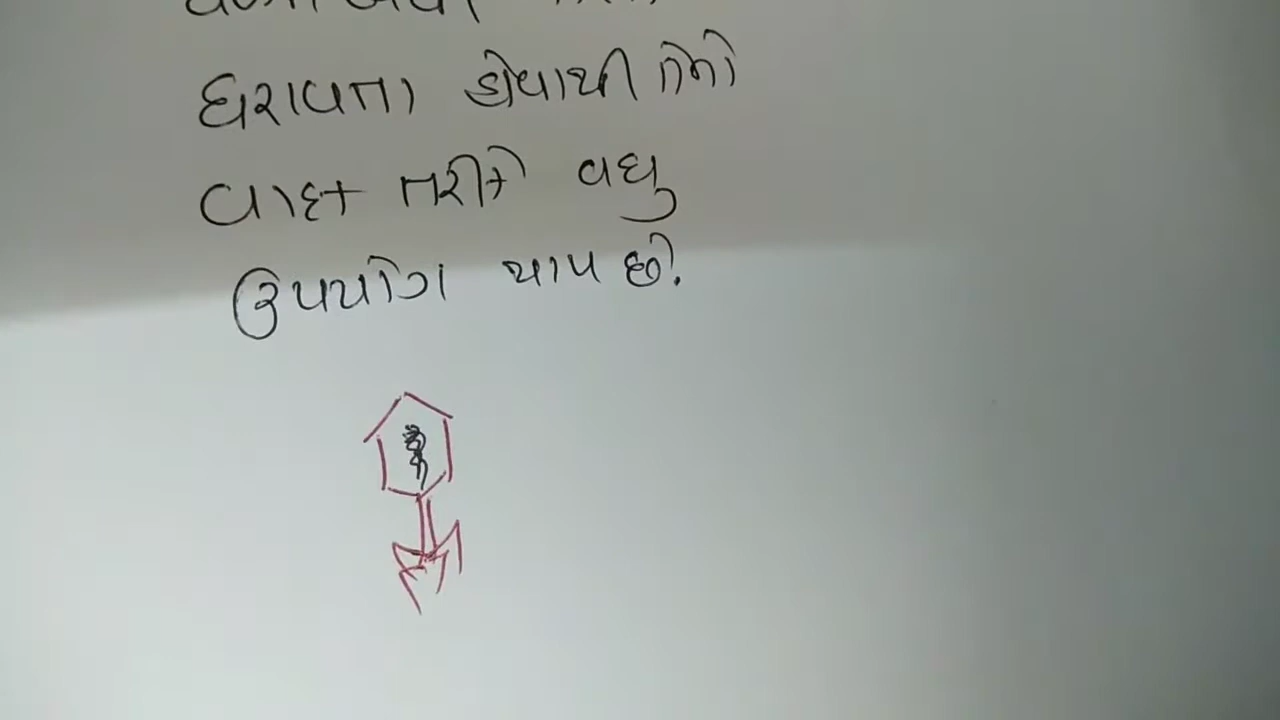 ધરાવતા હોવાથી તેનો
વાહક તરીકે વધુ
ઉપયોગ થાય છે.